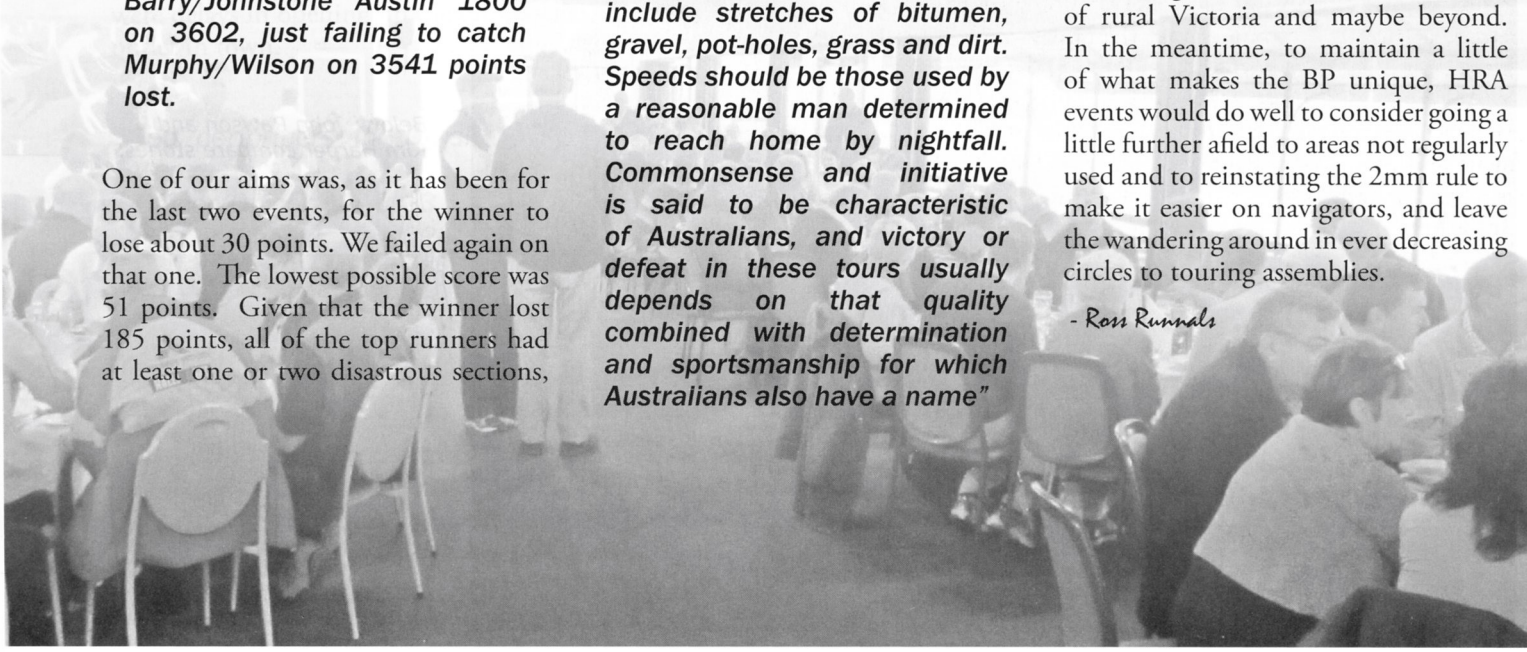 Barry/Johnstone Austin 1800
on 3602, just failing to catch
Murphy/Wilson on 3541 points
lost.
One of our aims was, as it has been for
the last two events, for the winner to
lose about 30 points. We failed again on
that one. The lowest possible score was
51 points. Given that the winner lost
185 points, all of the top runners had
at least one or two disastrous sections,
include stretches of bitumen,
gravel, pot-holes, grass and dirt.
Speeds should be those used by
a reasonable man determined
to reach home by nightfall.
Commonsense and initiative
is said to be characteristic
of Australians, and victory or
defeat in these tours usually
depends on that quality
combined with determination
and sportsmanship for which
Australians also have a name”
of rural Victoria and maybe beyond.
In the meantime, to maintain a little
of what makes the BP unique, HRA
events would do well to consider going a
little further afield to areas not regularly
used and to reinstating the 2mm rule to
make it easier on navigators, and leave
the wandering around in ever decreasing
circles to touring assemblies.
- Ross Runnals